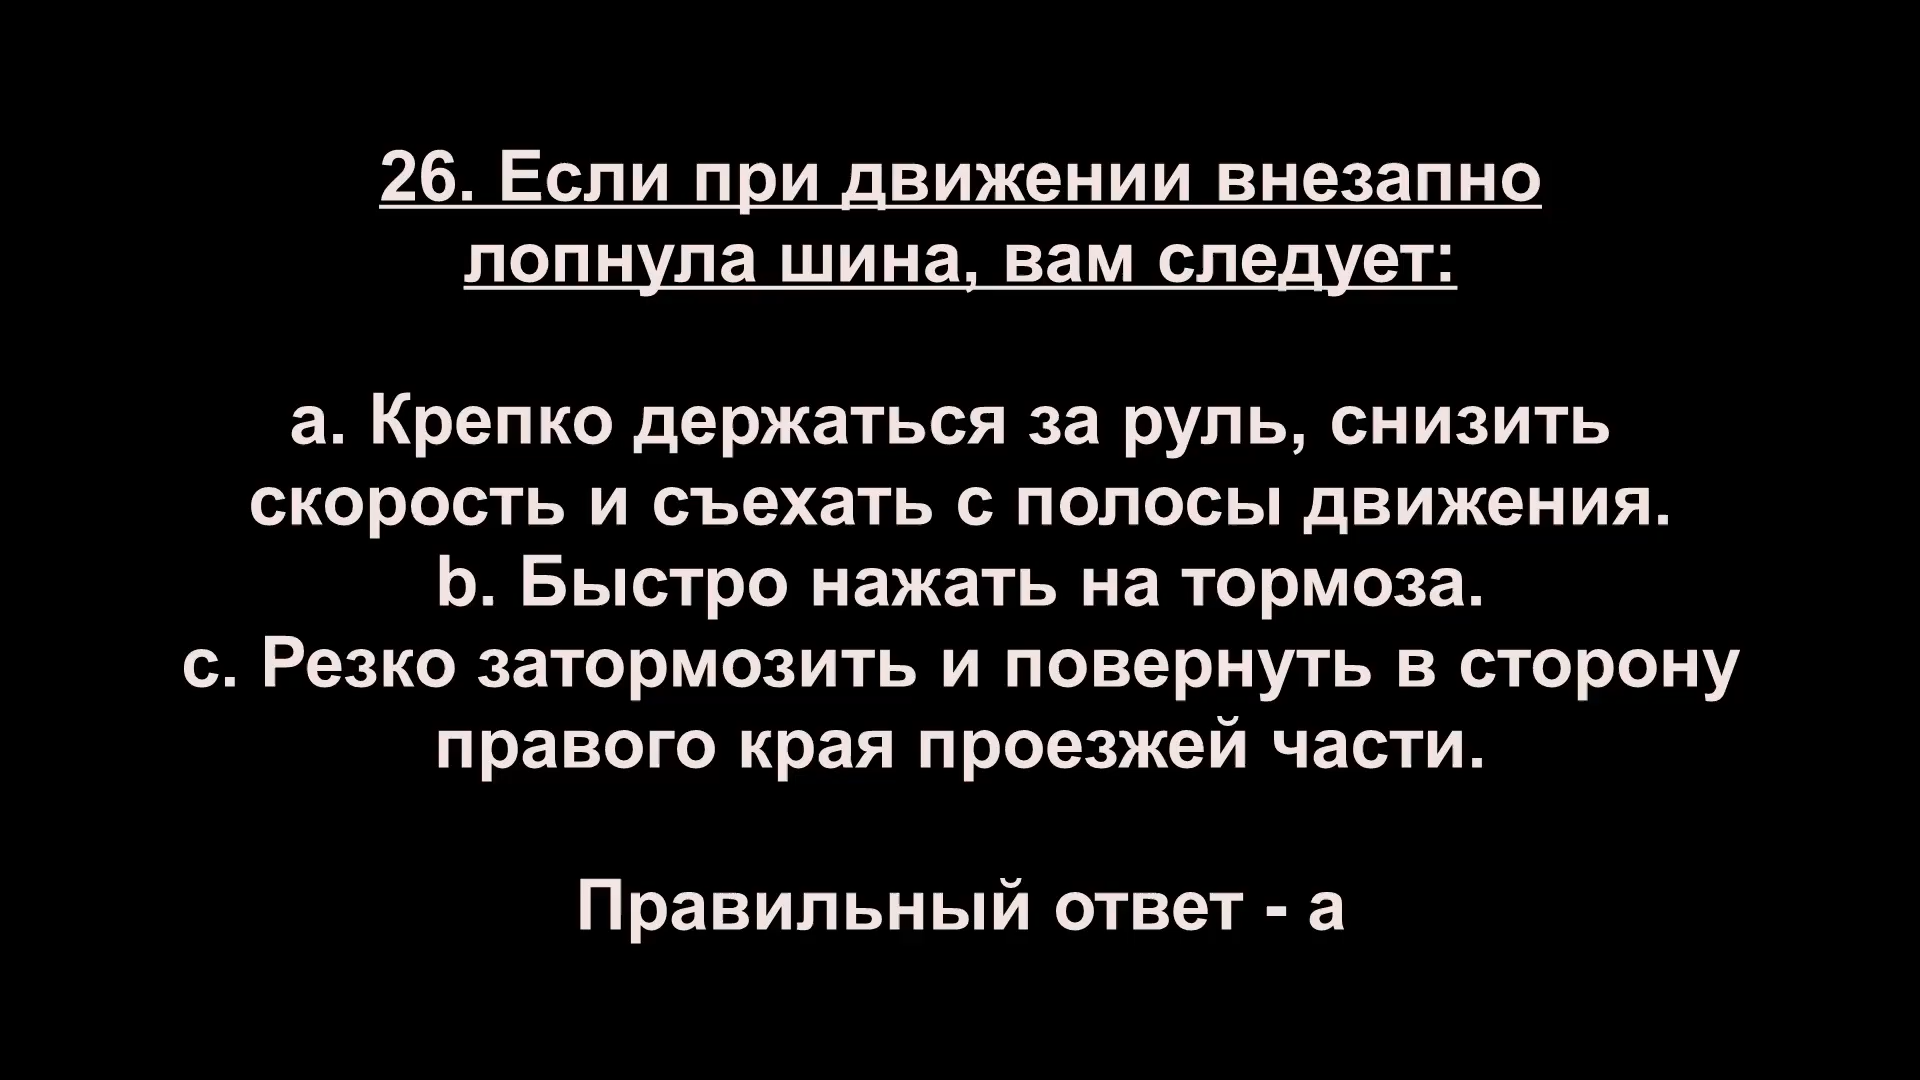 26. Если при движении внезапно
лопнула шина, вам следует:
a. Крепко держаться за руль, снизить
скорость и съехать с полосы движения.
b. Быстро нажать на тормоза.
c. Резко затормозить и повернуть в сторону
правого края проезжей части.
Правильный ответ - a